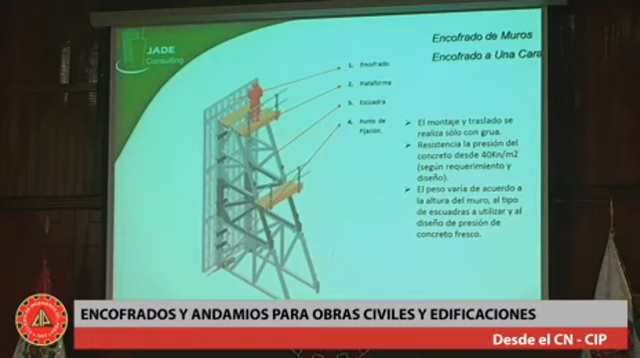 JADE
Consulting
Encofrado de Muros
Encofrado a Una Cara
1. Encofrado.
2. Plataforma
3. Escuadra
4. Punto de
Fijación.
➢ El montaje y traslado se
realiza sólo con grua.
➢ Resistencia la presión del
concreto desde 40Kn/m2
(según requerimiento y
diseño).
➢ El peso varía de acuerdo a
la altura del muro, al tipo
de escuadras a utilizar y al
diseño de presión de
concreto fresco.
ENCOFRADOS Y ANDAMIOS PARA OBRAS CIVILES Y EDIFICACIONES
Desde el CN - CIP